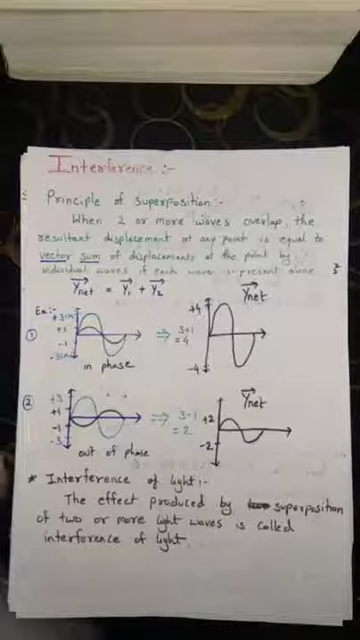 Interference :-
Principle of superposition:-
When 2 or more waves overlap, the
resultant displacement at any point is equal to
vector sum of displacements at the point by
individual waves if each wave is present alone
Ynet = Y1 + Y2
Ynet
Ex:-
①
+3
+1
-1
-3
in phase
⇒ 3+1
= 4
+4
-4
②
+3
+1
-1
-3
out of phase
⇒ 3-1
= 2
Ynet
+2
-2
* Interference of light :-
The effect produced by superposition
of two or more light waves is called
interference of light.